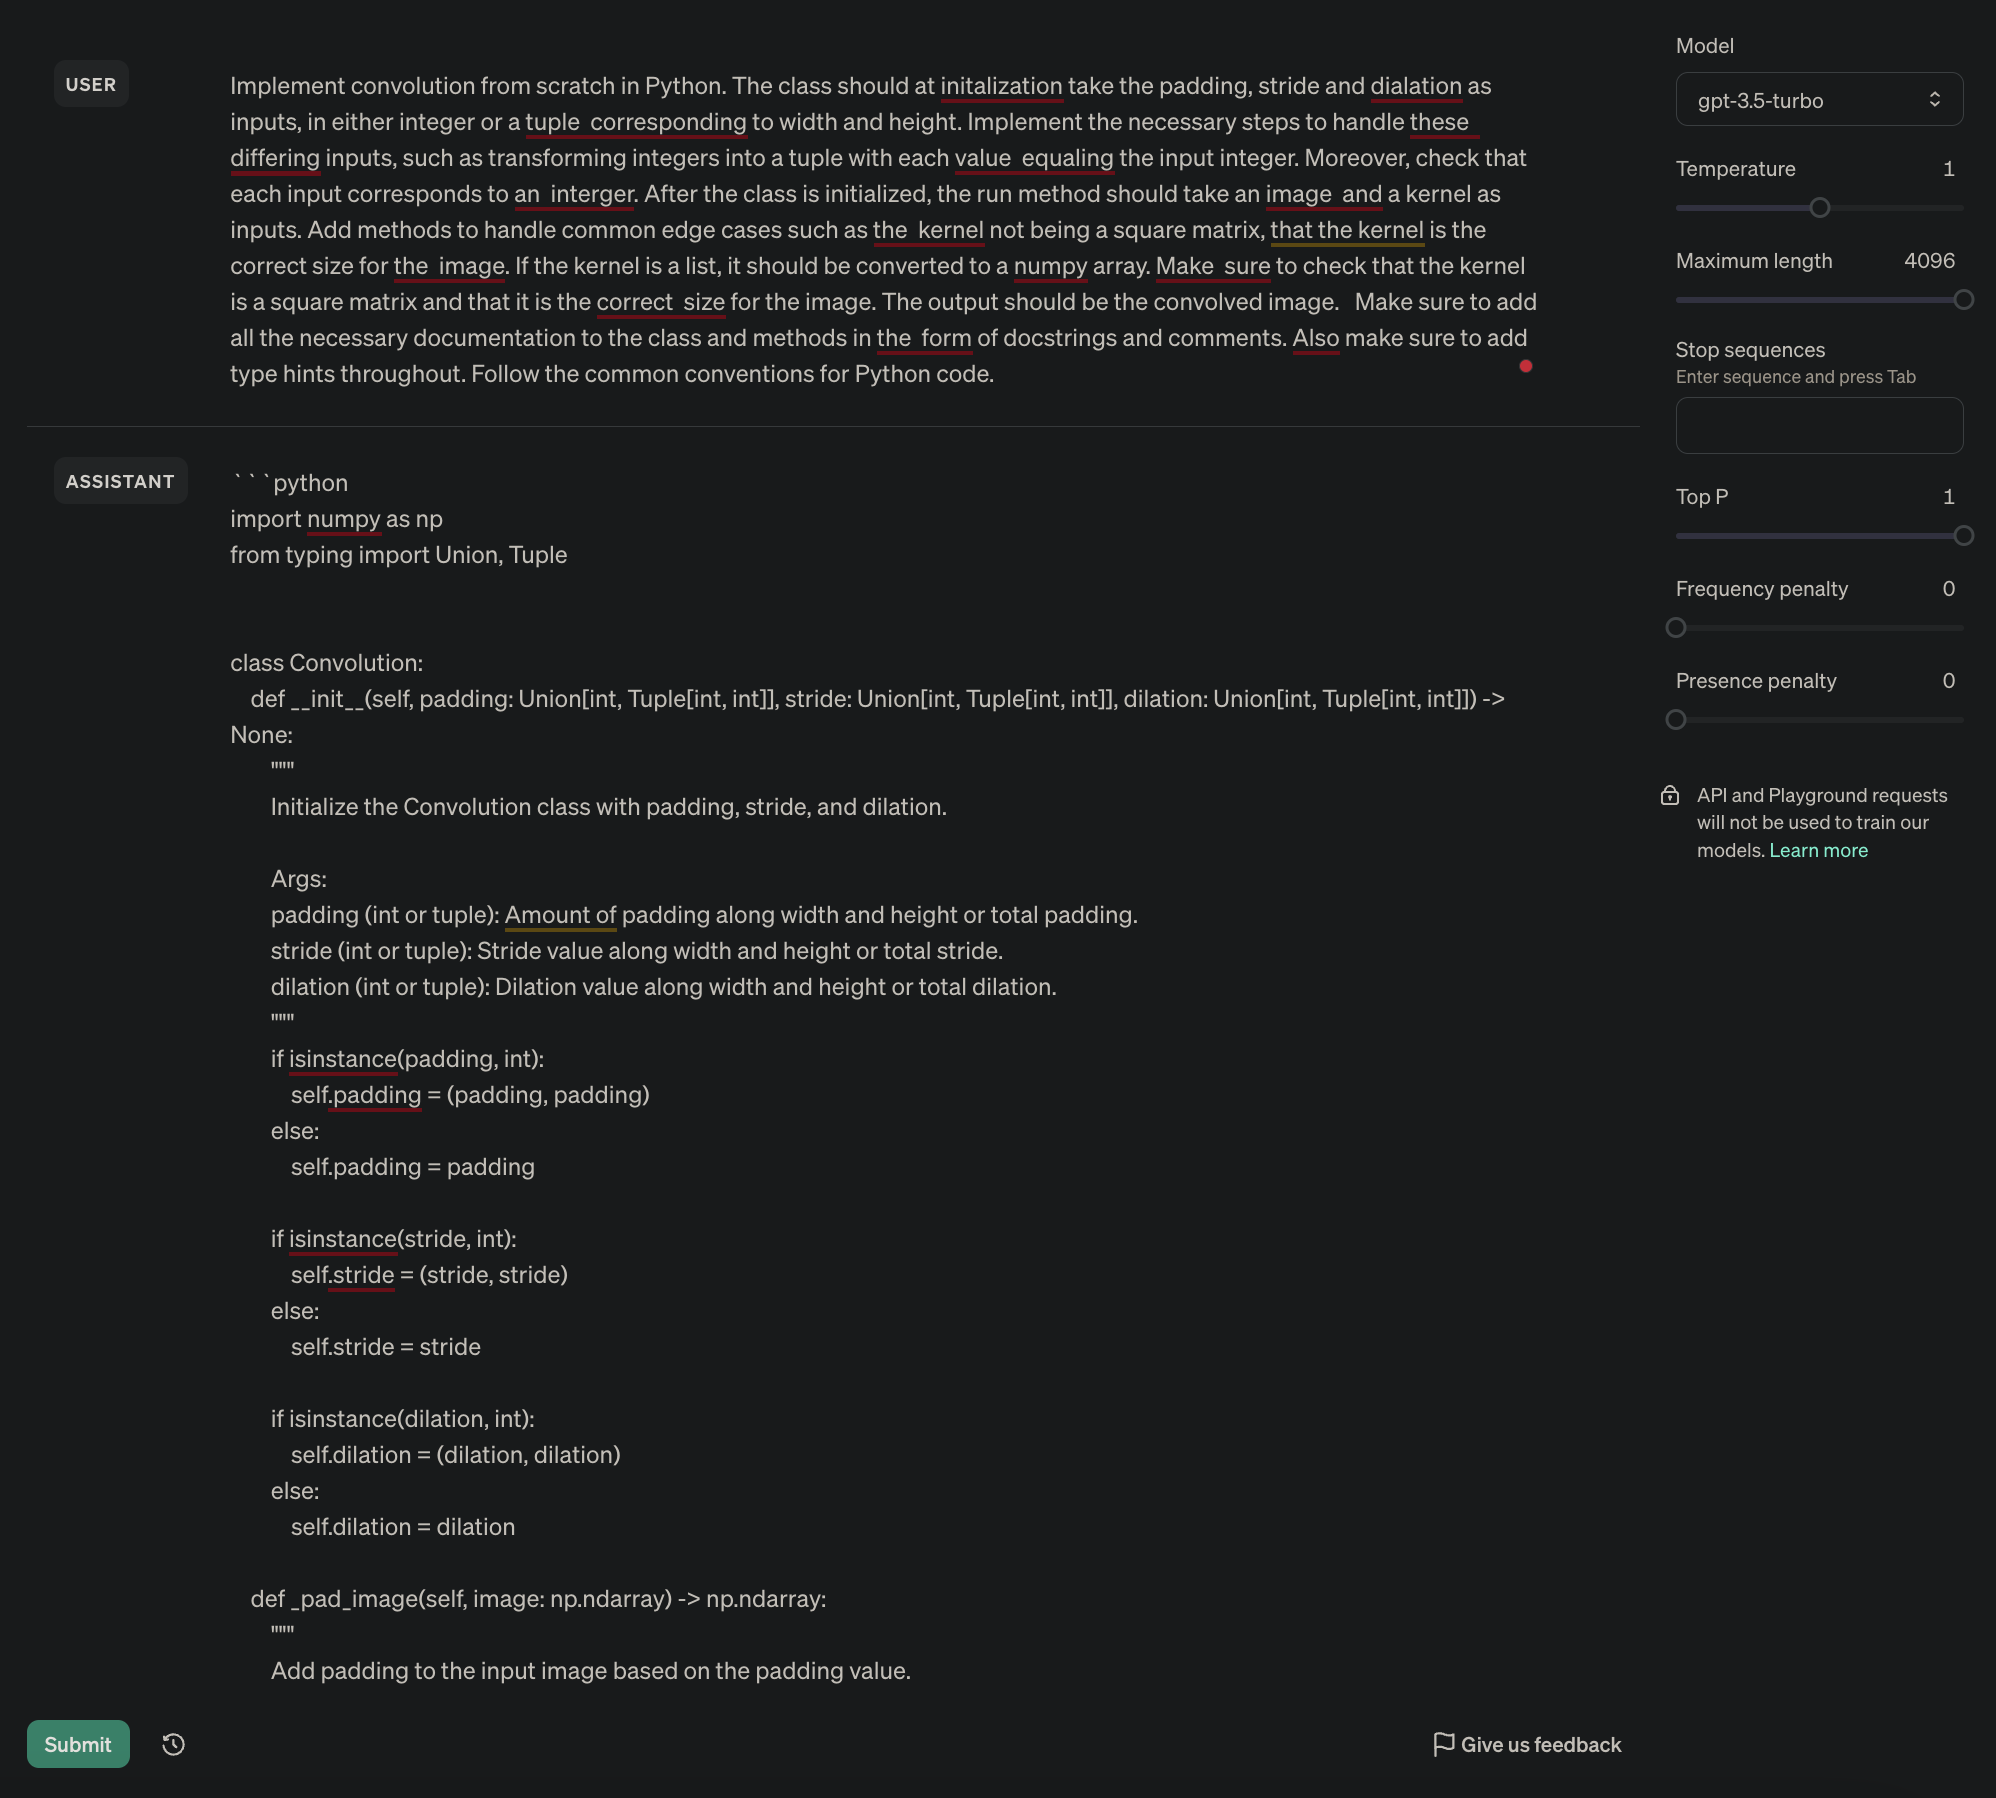 USER
Implement convolution from scratch in Python. The class should at initalization take the padding, stride and dialation as
inputs, in either integer or a tuple  corresponding to width and height. Implement the necessary steps to handle these
differing inputs, such as transforming integers into a tuple with each value  equaling the input integer. Moreover, check that
each input corresponds to an  interger. After the class is initialized, the run method should take an image  and a kernel as
inputs. Add methods to handle common edge cases such as the  kernel not being a square matrix, that the kernel is the
correct size for the  image. If the kernel is a list, it should be converted to a numpy array. Make  sure to check that the kernel
is a square matrix and that it is the correct  size for the image. The output should be the convolved image.   Make sure to add
all the necessary documentation to the class and methods in the  form of docstrings and comments. Also make sure to add
type hints throughout. Follow the common conventions for Python code.
ASSISTANT
```python
import numpy as np
from typing import Union, Tuple
class Convolution:
def __init__(self, padding: Union[int, Tuple[int, int]], stride: Union[int, Tuple[int, int]], dilation: Union[int, Tuple[int, int]]) ->
None:
"""
Initialize the Convolution class with padding, stride, and dilation.
Args:
padding (int or tuple): Amount of padding along width and height or total padding.
stride (int or tuple): Stride value along width and height or total stride.
dilation (int or tuple): Dilation value along width and height or total dilation.
"""
if isinstance(padding, int):
self.padding = (padding, padding)
else:
self.padding = padding
if isinstance(stride, int):
self.stride = (stride, stride)
else:
self.stride = stride
if isinstance(dilation, int):
self.dilation = (dilation, dilation)
else:
self.dilation = dilation
def _pad_image(self, image: np.ndarray) -> np.ndarray:
"""
Add padding to the input image based on the padding value.
Submit
Give us feedback
Model
gpt-3.5-turbo
Temperature 1
Maximum length 4096
Stop sequences
Enter sequence and press Tab
Top P 1
Frequency penalty 0
Presence penalty 0
API and Playground requests
will not be used to train our
models. Learn more